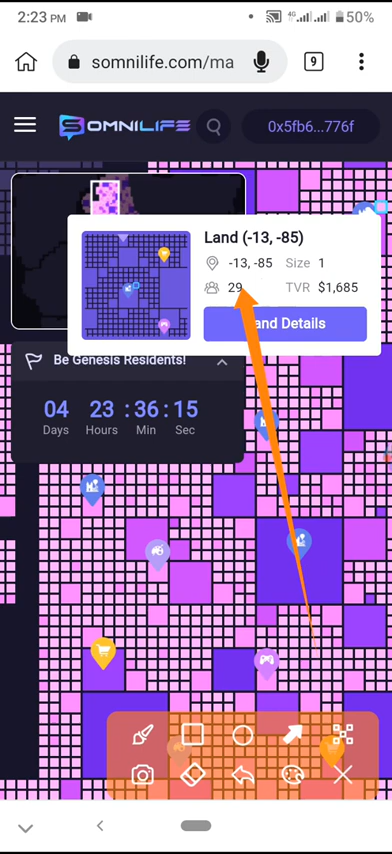 2:23 PM
4G
50%
somnilife.com/ma
9
SOMNILIFE
0x5fb6...776f
Land (-13, -85)
-13, -85 Size 1
29 TVR $1,685
Land Details
Be Genesis Residents!
04 23 : 36 : 15
Days Hours Min Sec